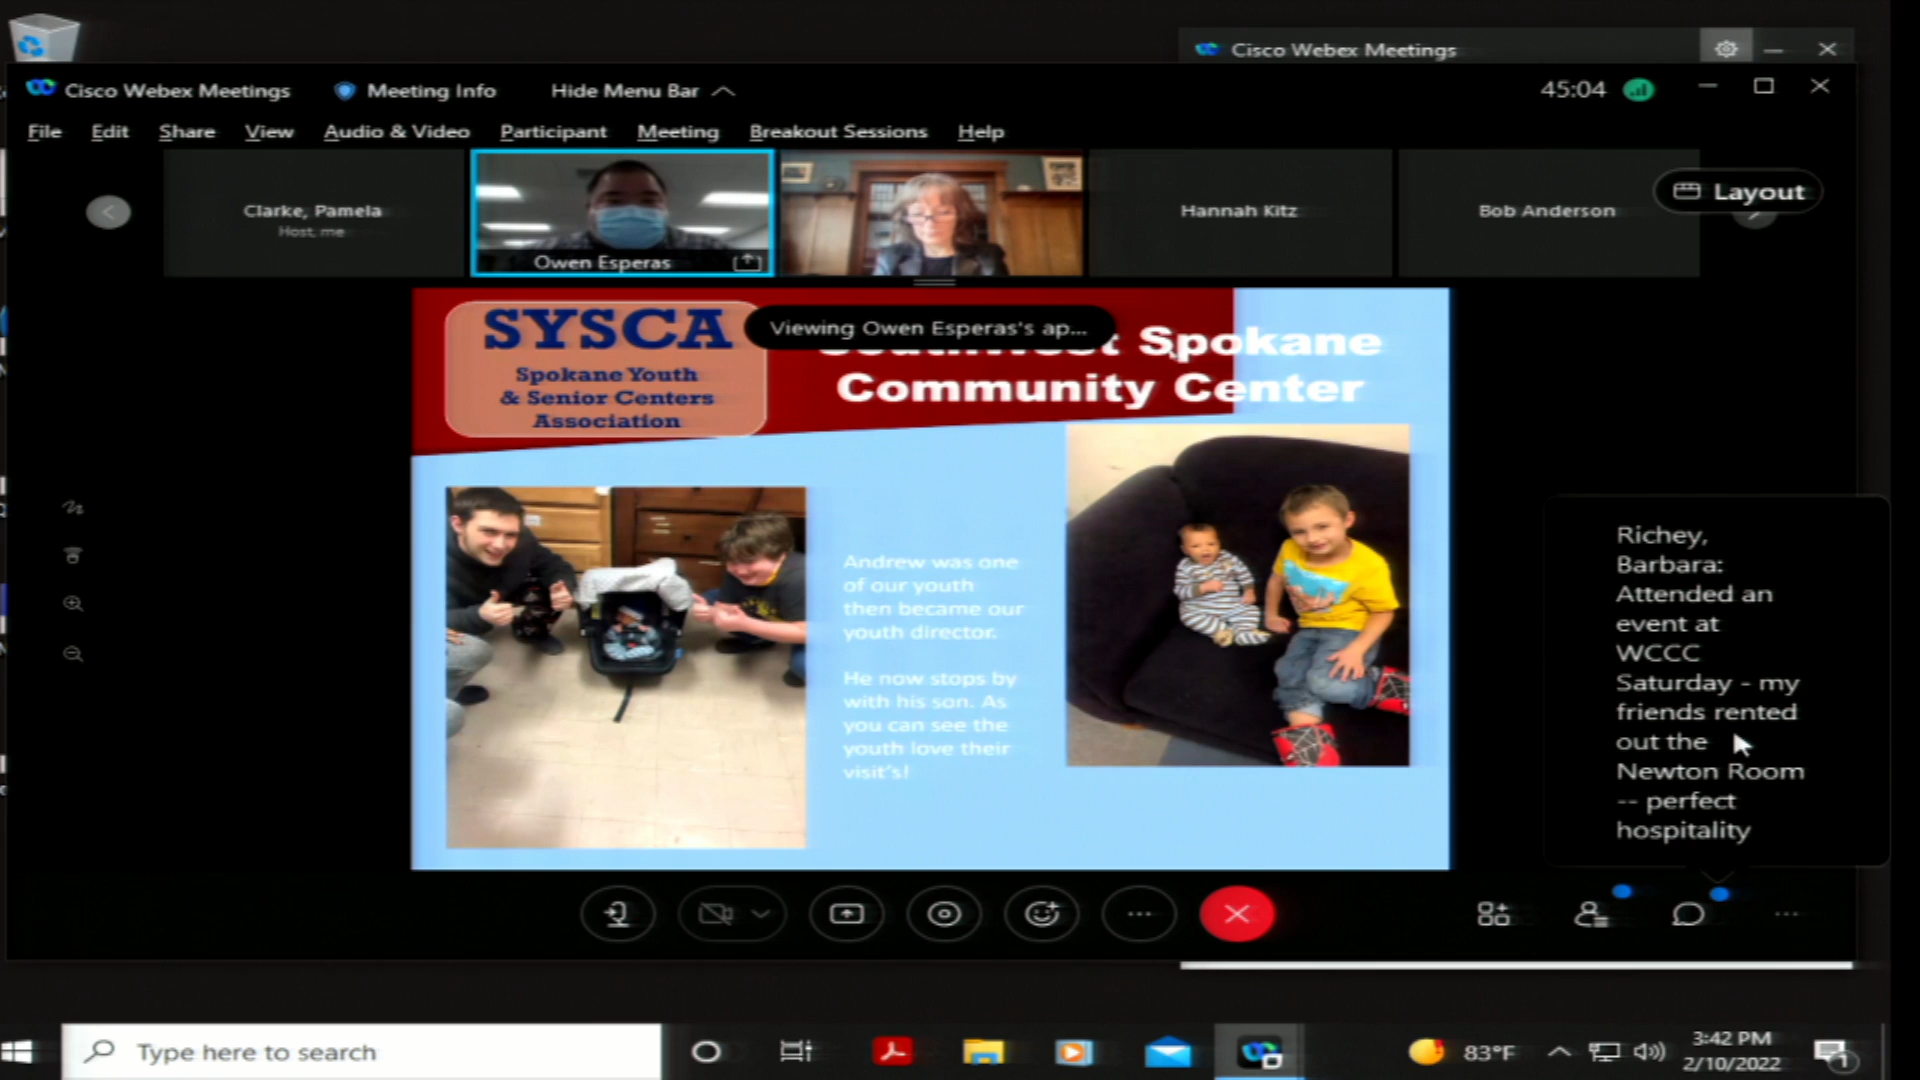 Cisco Webex Meetings
Cisco Webex Meetings
Meeting Info
Hide Menu Bar
45:04
File
Edit
Share
View
Audio & Video
Participant
Meeting
Breakout Sessions
Help
Clarke, Pamela
Host, me
Owen Esperas
Hannah Kitz
Bob Anderson
Layout
SYSCA
Spokane Youth
& Senior Centers
Association
Viewing Owen Esperas's ap...
Southwest Spokane
Community Center
Andrew was one
of our youth
then became our
youth director.
He now stops by
with his son. As
you can see the
youth love their
visit's!
Richey,
Barbara:
Attended an
event at
WCCC
Saturday - my
friends rented
out the
Newton Room
-- perfect
hospitality
Type here to search
83°F
3:42 PM
2/10/2022
1